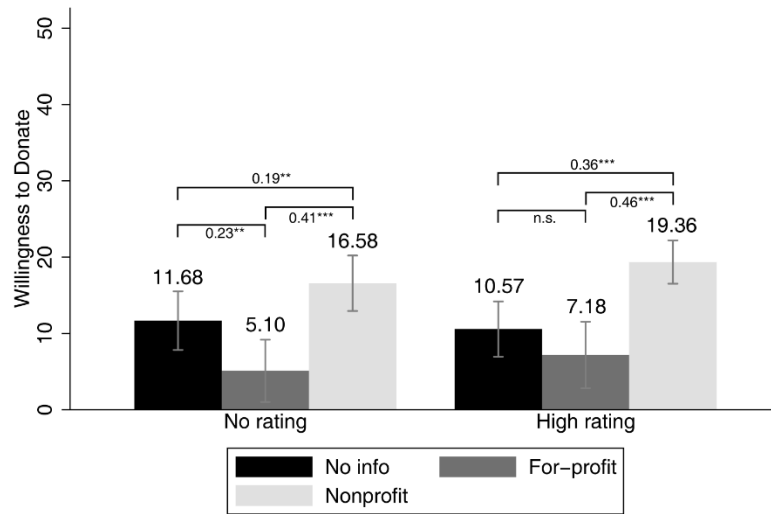 50
40
30
20
10
0
Willingness to Donate
0.19**
0.23**
0.41***
11.68
5.10
16.58
0.36***
n.s.
0.46***
10.57
7.18
19.36
No rating
High rating
No info
For-profit
Nonprofit